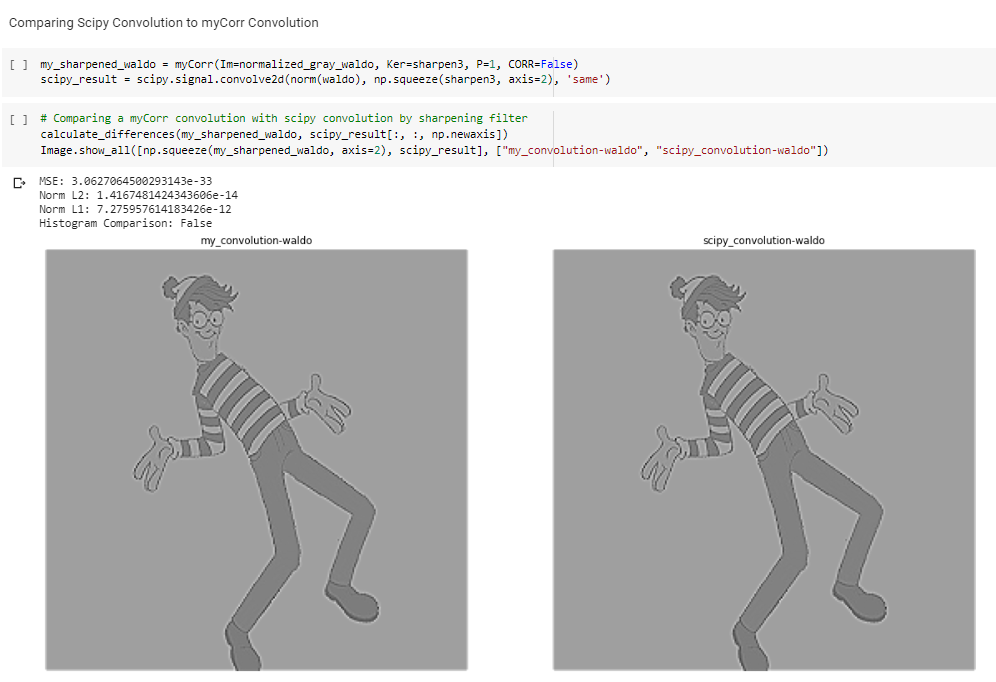 Comparing Scipy Convolution to myCorr Convolution
[ ] my_sharpened_waldo = myCorr(Im=normalized_gray_waldo, Ker=sharpen3, P=1, CORR=False)
scipy_result = scipy.signal.convolve2d(norm(waldo), np.squeeze(sharpen3, axis=2), 'same')
[ ] # Comparing a myCorr convolution with scipy convolution by sharpening filter
calculate_differences(my_sharpened_waldo, scipy_result[:, :, np.newaxis])
Image.show_all([np.squeeze(my_sharpened_waldo, axis=2), scipy_result], ["my_convolution-waldo", "scipy_convolution-waldo"])
MSE: 3.0627064500293143e-33
Norm L2: 1.4167481424343606e-14
Norm L1: 7.275957614183426e-12
Histogram Comparison: False
my_convolution-waldo
scipy_convolution-waldo